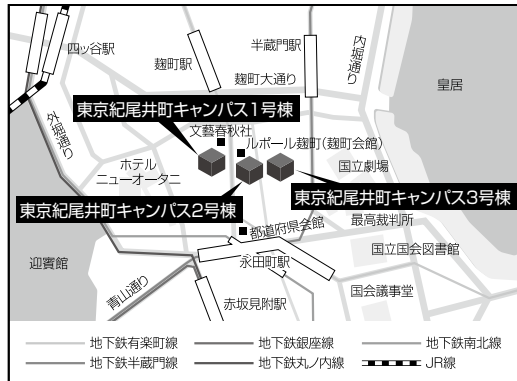 四ッ谷駅
麹町駅
半蔵門駅
内堀通り
麹町大通り
皇居
東京紀尾井町キャンパス1号棟
外堀通り
文藝春秋社
ルポール麹町(麹町会館)
ホテル
ニューオータニ
国立劇場
東京紀尾井町キャンパス3号棟
東京紀尾井町キャンパス2号棟
都道府県会館
最高裁判所
迎賓館
永田町駅
国立国会図書館
青山通り
国会議事堂
赤坂見附駅
地下鉄有楽町線
地下鉄銀座線
地下鉄南北線
地下鉄半蔵門線
地下鉄丸ノ内線
JR線